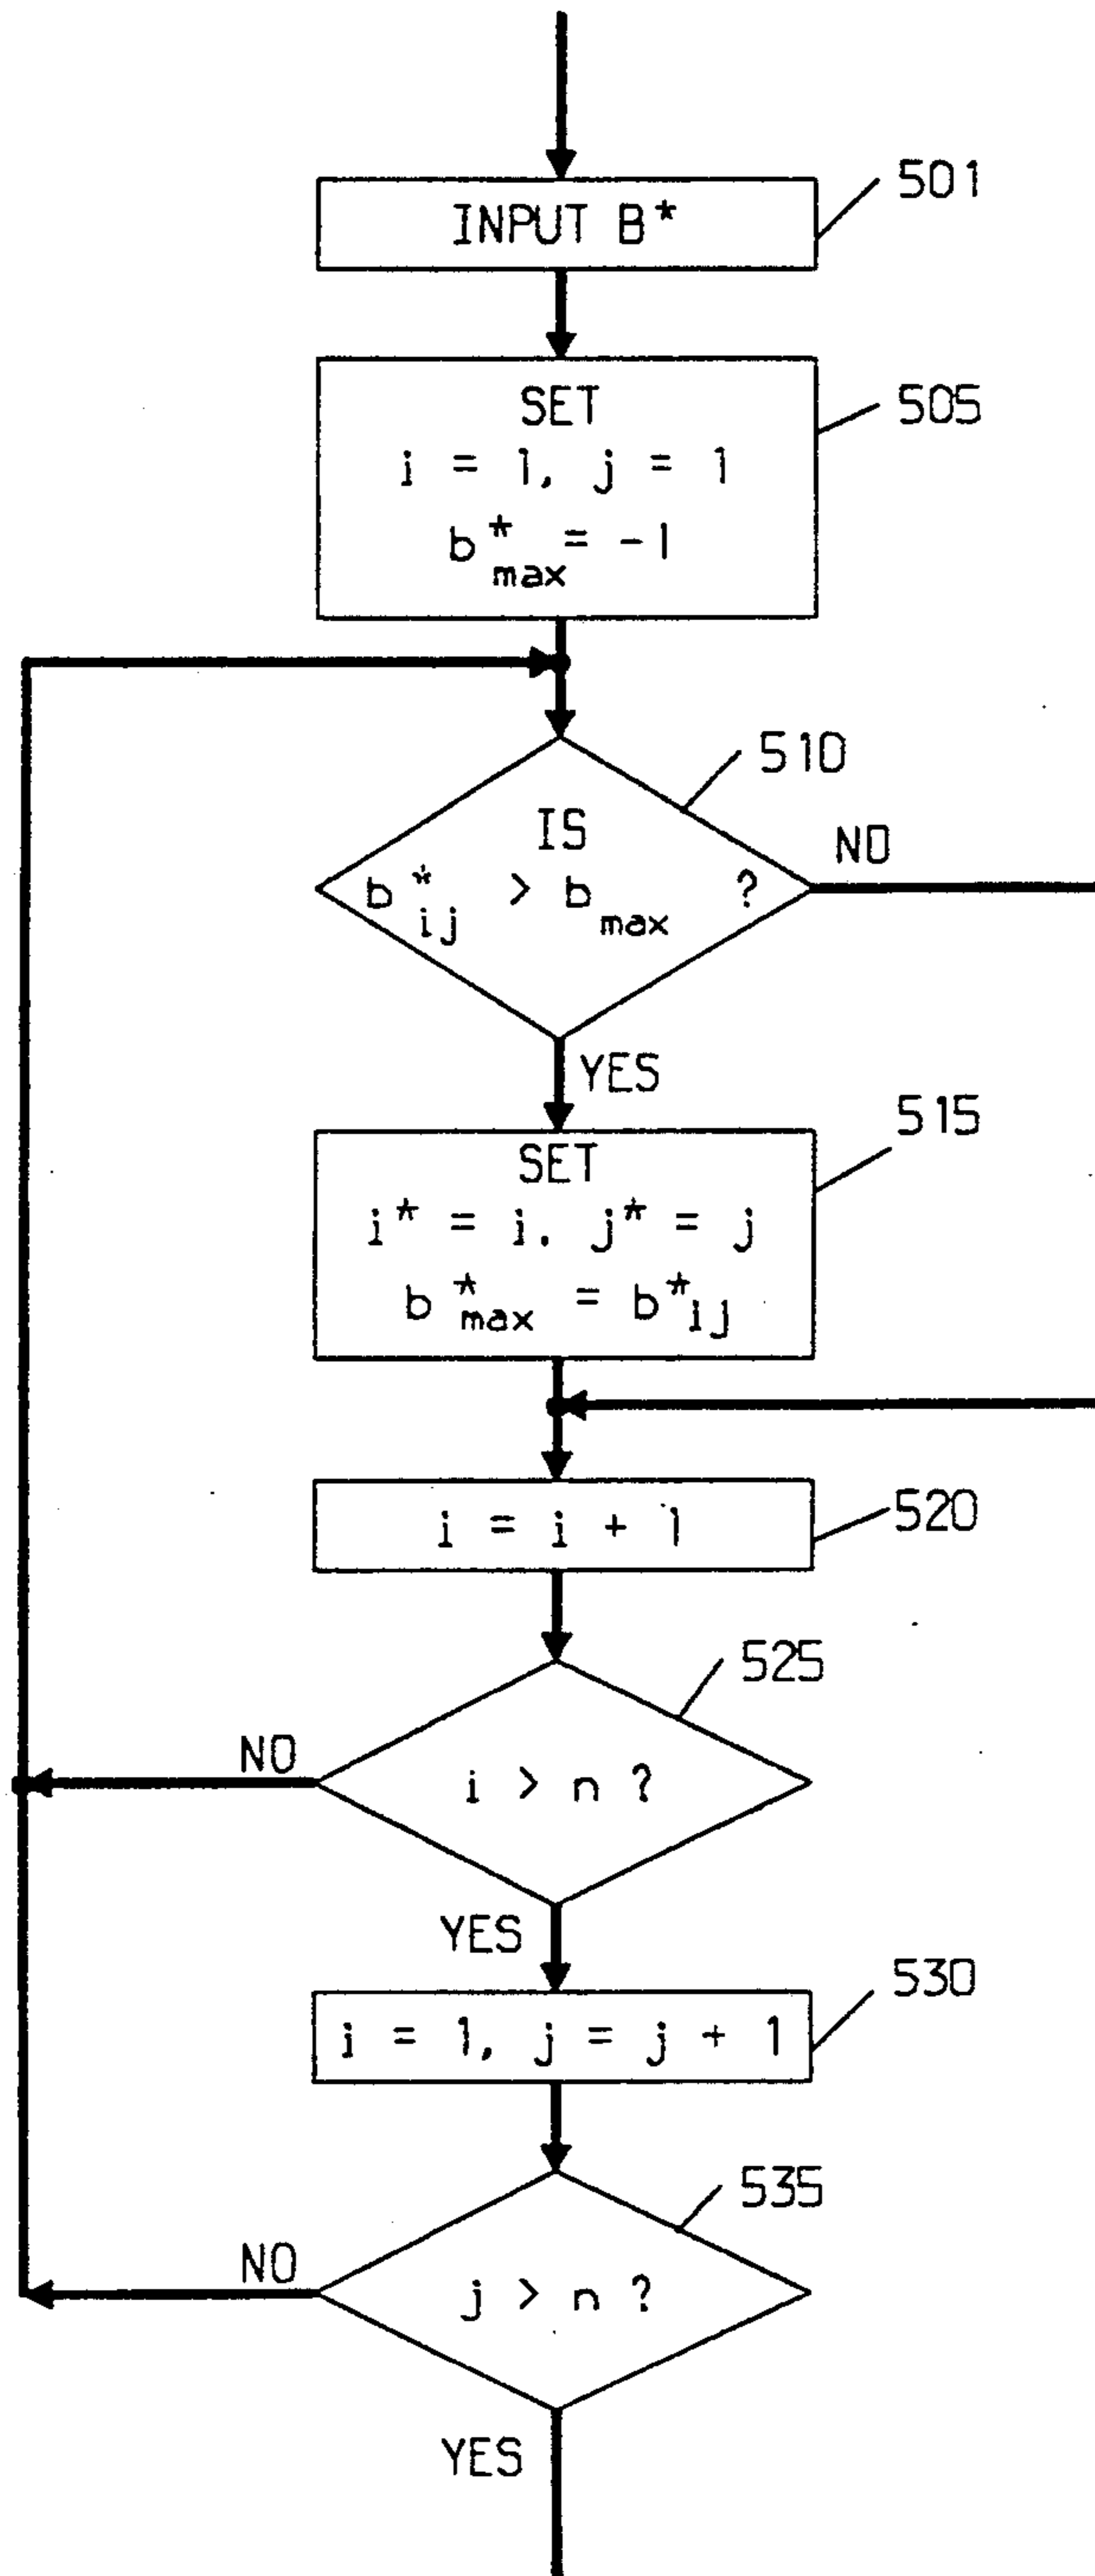 501
INPUT B*
505
SET
i = 1, j = 1
b*max = -1
510
IS
NO
b*ij > bmax ?
YES
515
SET
i* = i. j* = j
b*max = b*ij
520
i = i + 1
525
NO
i > n ?
YES
530
i = 1, j = j + 1
535
NO
j > n ?
YES